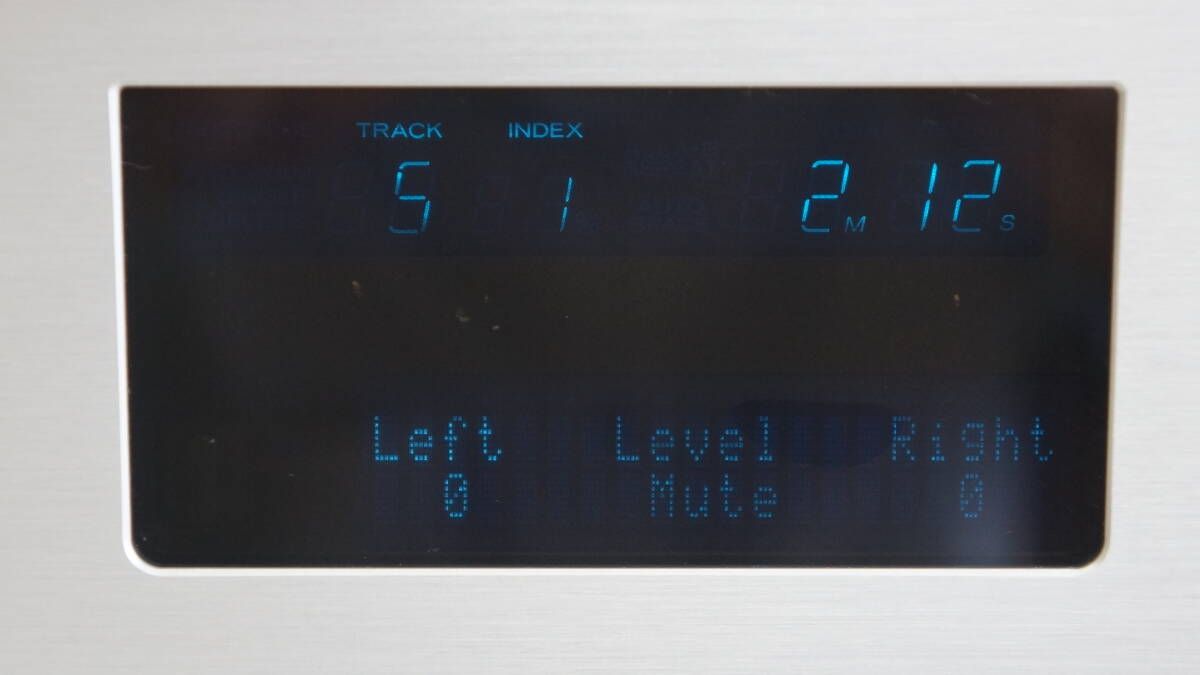 TRACK INDEX
5 1 2M 12S
Left Level Right
0 Mute 0